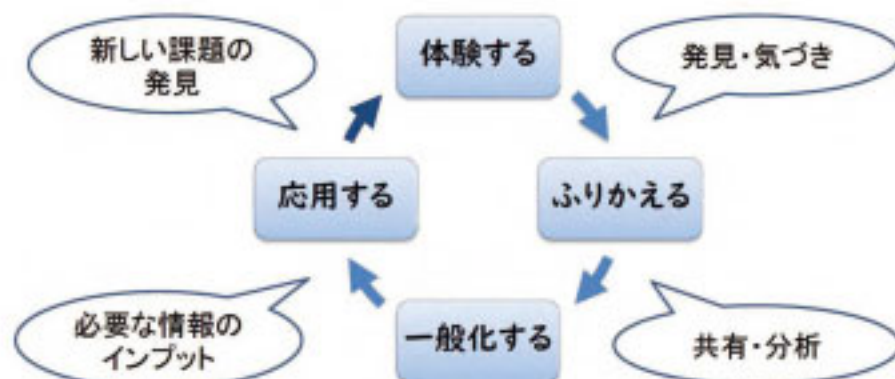 新しい課題の
発見
体験する
発見・気づき
応用する
ふりかえる
必要な情報の
インプット
一般化する
共有・分析